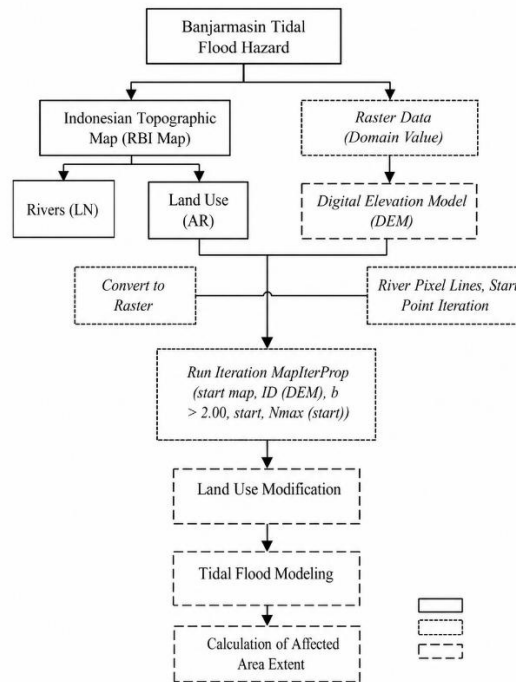 Banjarmasin Tidal
Flood Hazard
Indonesian Topographic
Map (RBI Map)
Raster Data
(Domain Value)
Rivers (LN)
Land Use
(AR)
Digital Elevation Model
(DEM)
Convert to
Raster
River Pixel Lines, Start
Point Iteration
Run Iteration MapIterProp
(start map, ID (DEM), b
> 2.00, start, Nmax (start))
Land Use Modification
Tidal Flood Modeling
Calculation of Affected
Area Extent